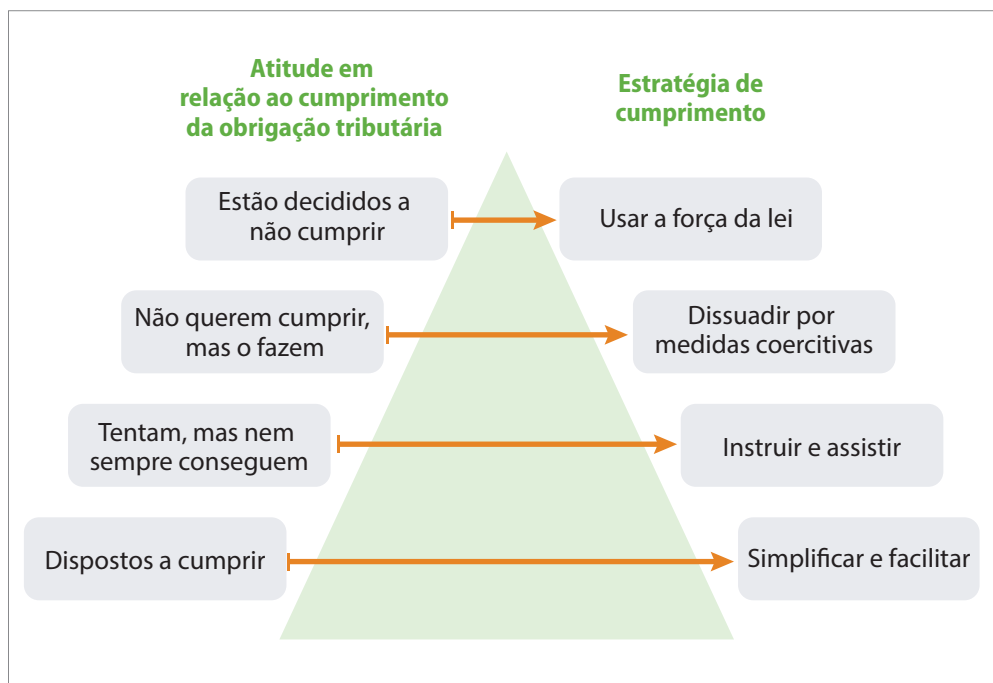 Atitude em
relação ao cumprimento
da obrigação tributária
Estratégia de
cumprimento
Estão decididos a
não cumprir
Usar a força da lei
Não querem cumprir,
mas o fazem
Dissuadir por
medidas coercitivas
Tentam, mas nem
sempre conseguem
Instruir e assistir
Dispostos a cumprir
Simplificar e facilitar